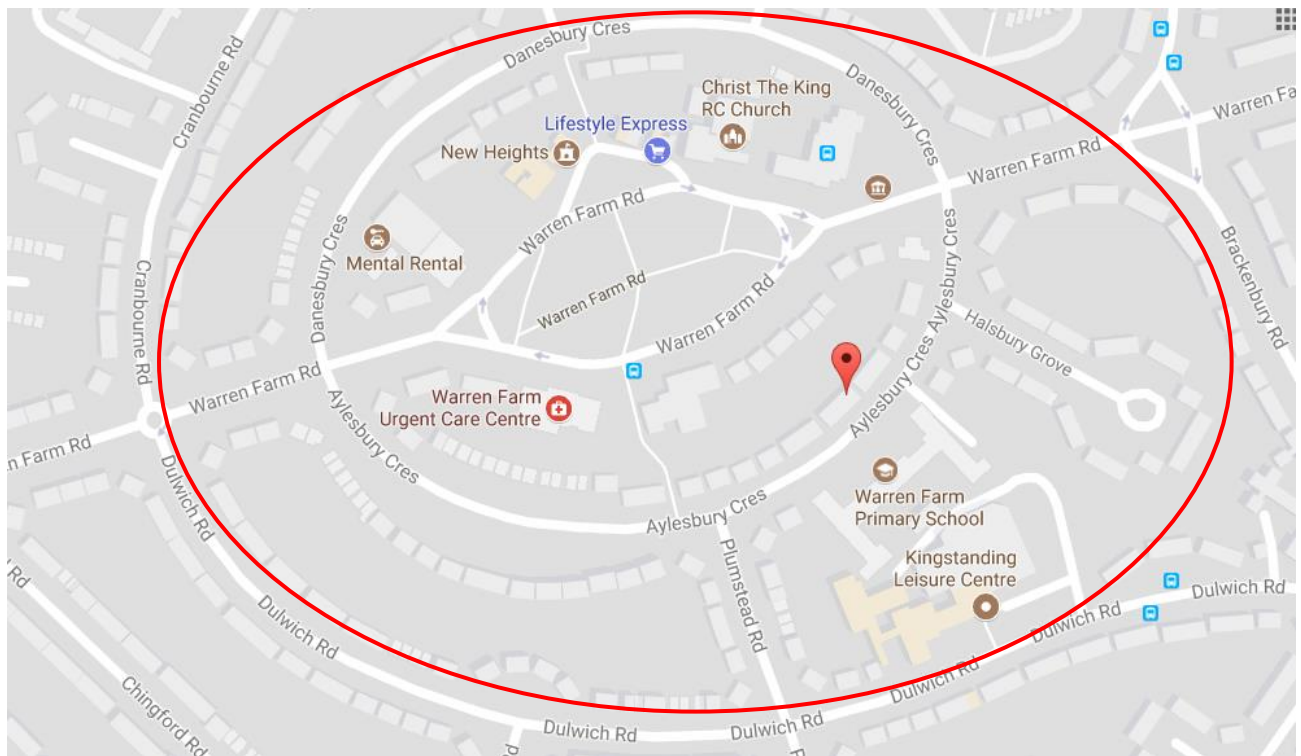 Danesbury Cres
Cranbourne Rd
Christ The King
RC Church
Danesbury Cres
Lifestyle Express
New Heights
Warren Fa
Warren Farm Rd
Warren Farm Rd
Danesbury Cres
Mental Rental
Aylesbury Cres
Brackenbury Rd
Cranbourne Rd
Warren Farm Rd
Warren Farm Rd
Halsbury Grove
Aylesbury Cres
Warren Farm Rd
Warren Farm
Urgent Care Centre
Aylesbury Cres
n Farm Rd
Dulwich Rd
Warren Farm
Primary School
Aylesbury Cres
Plumstead Rd
Kingstanding
Leisure Centre
Rd
Dulwich Rd
Dulwich Rd
Dulwich Rd
Dulwich Rd
Chingford Rd
Dulwich Rd
Dulwich Rd